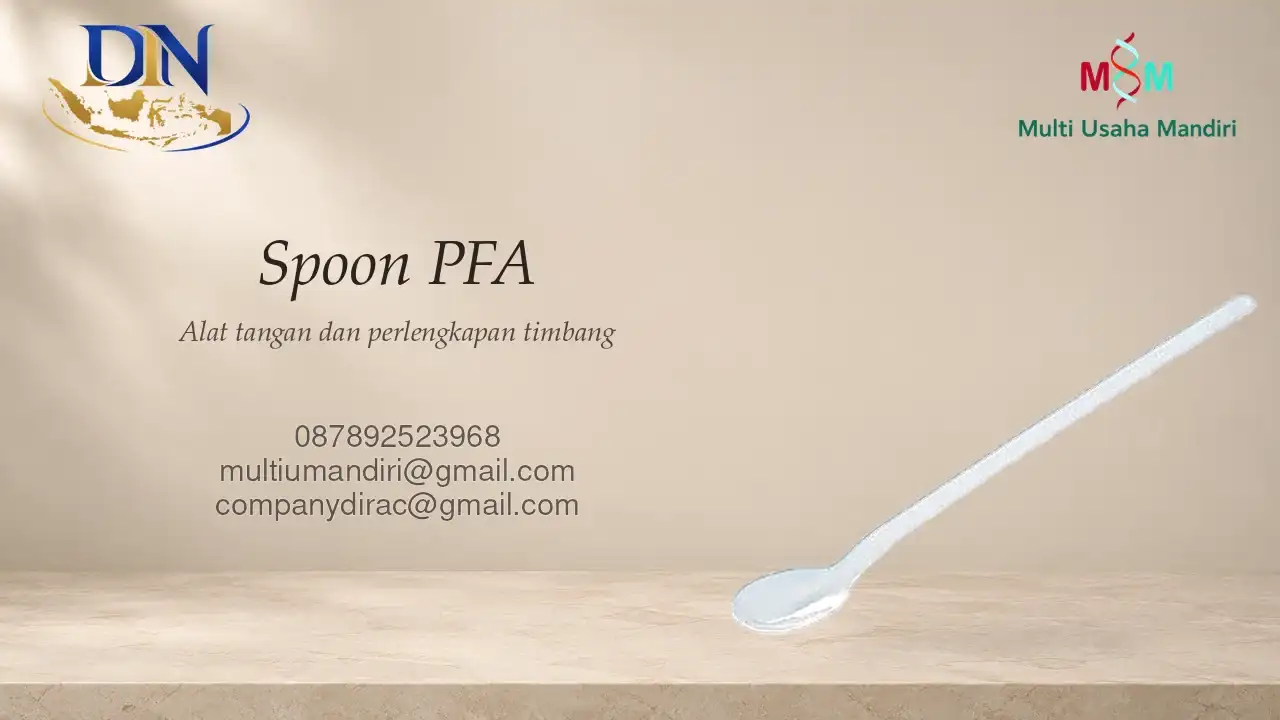 DN
M M
Multi Usaha Mandiri
Spoon PFA
Alat tangan dan perlengkapan timbang
087892523968
multiumandiri@gmail.com
companydirac@gmail.com